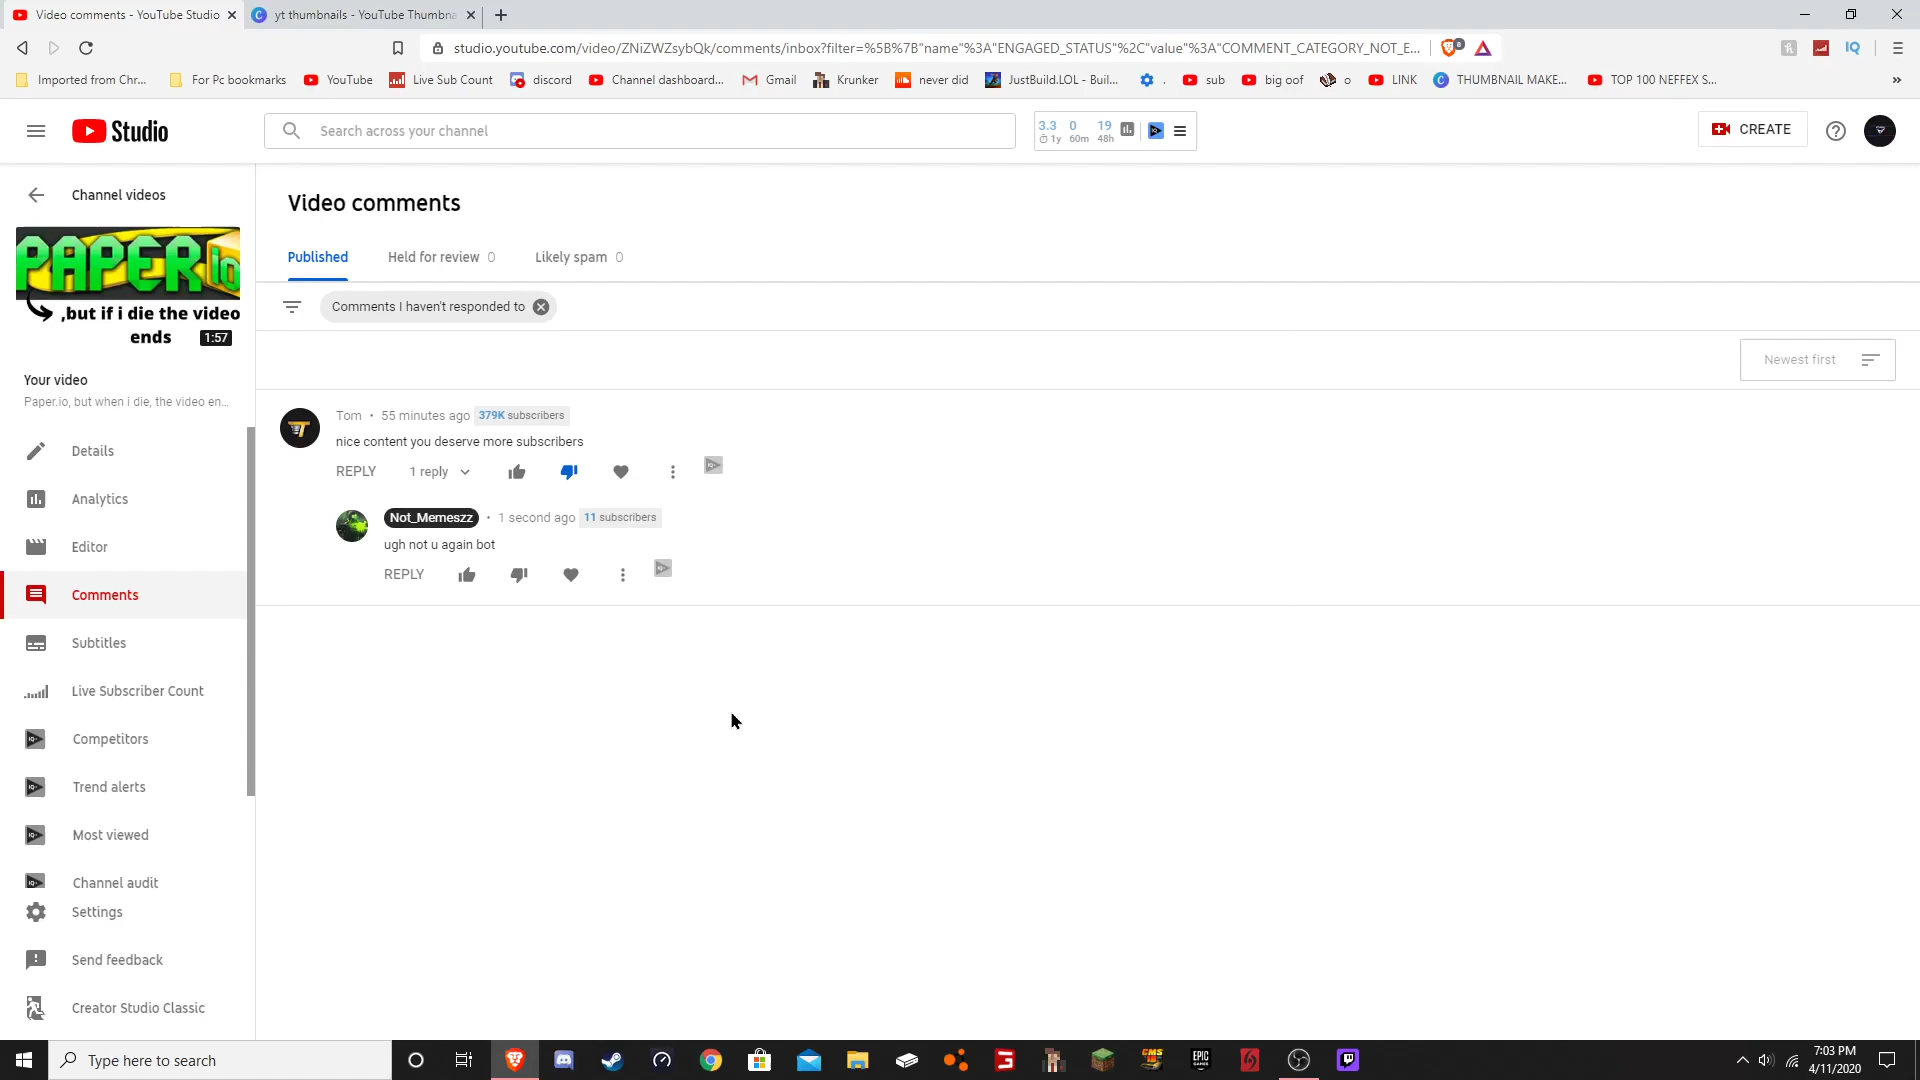 Video comments - YouTube Studio
yt thumbnails - YouTube Thumbna
studio.youtube.com/video/ZNiZWZsybQk/comments/inbox?filter=%5B%7B"name"%3A"ENGAGED_STATUS"%2C"value"%3A"COMMENT_CATEGORY_NOT_E...
8
IQ
Imported from Chr...
For Pc bookmarks
YouTube
Live Sub Count
discord
Channel dashboard...
Gmail
Krunker
never did
JustBuild.LOL - Buil...
.
sub
big oof
o
LINK
THUMBNAIL MAKE...
TOP 100 NEFFEX S...
»
Studio
Search across your channel
3.3 0 19
1y 60m 48h
CREATE
Channel videos
PAPER.io
,but if i die the video
ends
1:57
Your video
Paper.io, but when i die, the video en...
Details
Analytics
Editor
Comments
Subtitles
Live Subscriber Count
Competitors
Trend alerts
Most viewed
Channel audit
Settings
Send feedback
Creator Studio Classic
Video comments
Published
Held for review 0
Likely spam 0
Comments I haven't responded to
Newest first
Tom • 55 minutes ago 379K subscribers
nice content you deserve more subscribers
REPLY 1 reply
Not_Memeszz • 1 second ago 11 subscribers
ugh not u again bot
REPLY
Type here to search
EPIC GAMES
7:03 PM
4/11/2020